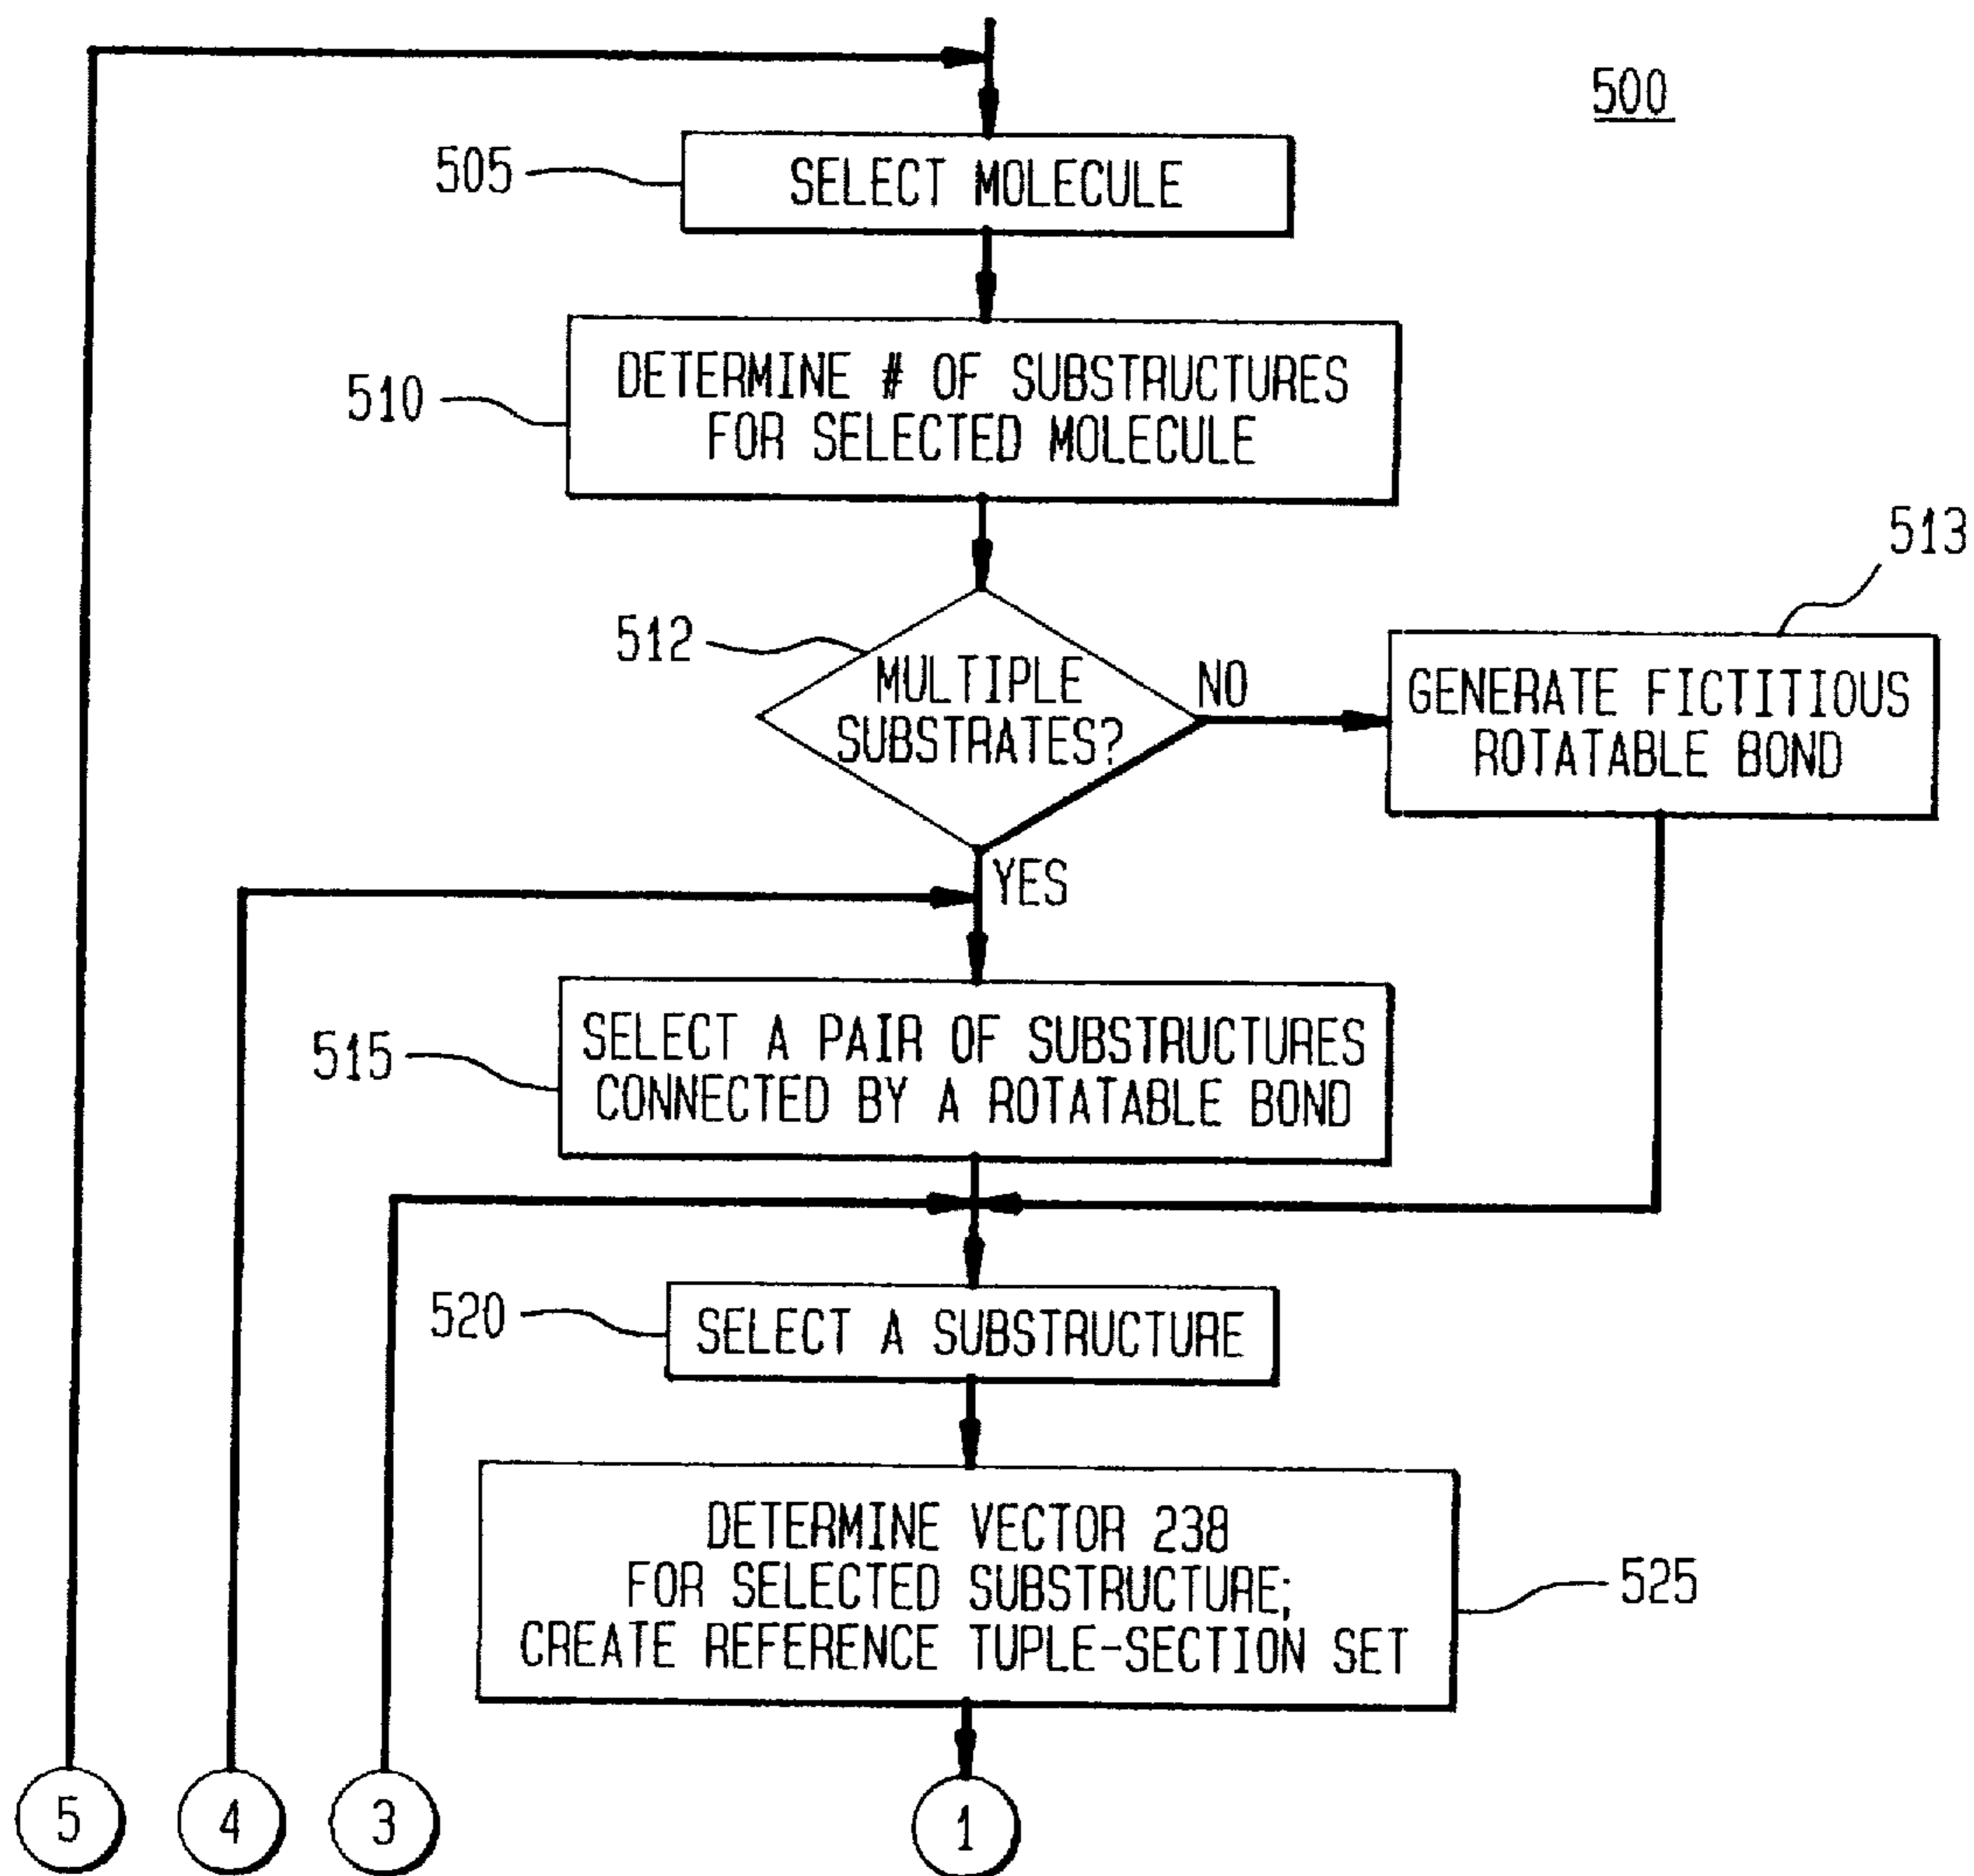 500
505
SELECT MOLECULE
510
DETERMINE # OF SUBSTRUCTURES
FOR SELECTED MOLECULE
513
512
MULTIPLE
SUBSTRATES?
NO
GENERATE FICTITIOUS
ROTATABLE BOND
YES
515
SELECT A PAIR OF SUBSTRUCTURES
CONNECTED BY A ROTATABLE BOND
520
SELECT A SUBSTRUCTURE
DETERMINE VECTOR 238
FOR SELECTED SUBSTRUCTURE;
CREATE REFERENCE TUPLE-SECTION SET
525
5
4
3
1